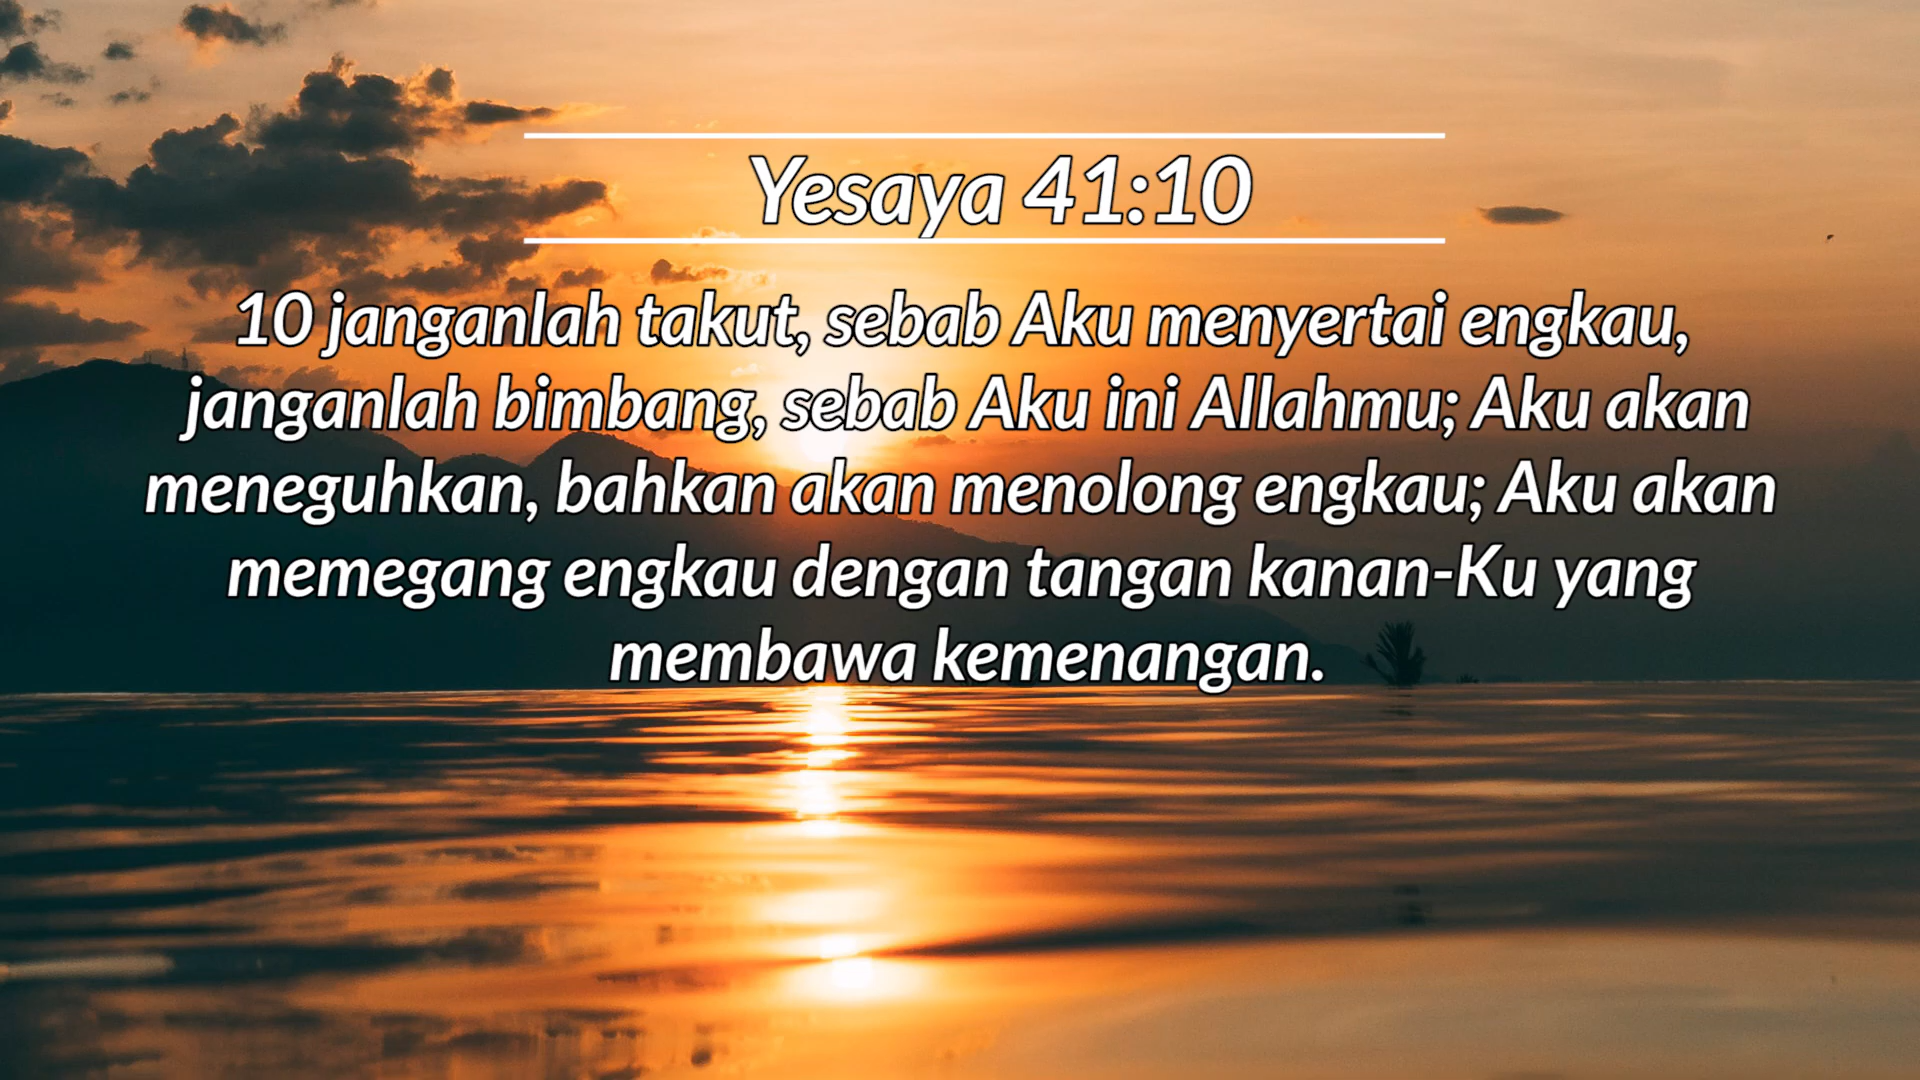 Yesaya 41:10
10 janganlah takut, sebab Aku menyertai engkau,
janganlah bimbang, sebab Aku ini Allahmu; Aku akan
meneguhkan, bahkan akan menolong engkau; Aku akan
memegang engkau dengan tangan kanan-Ku yang
membawa kemenangan.